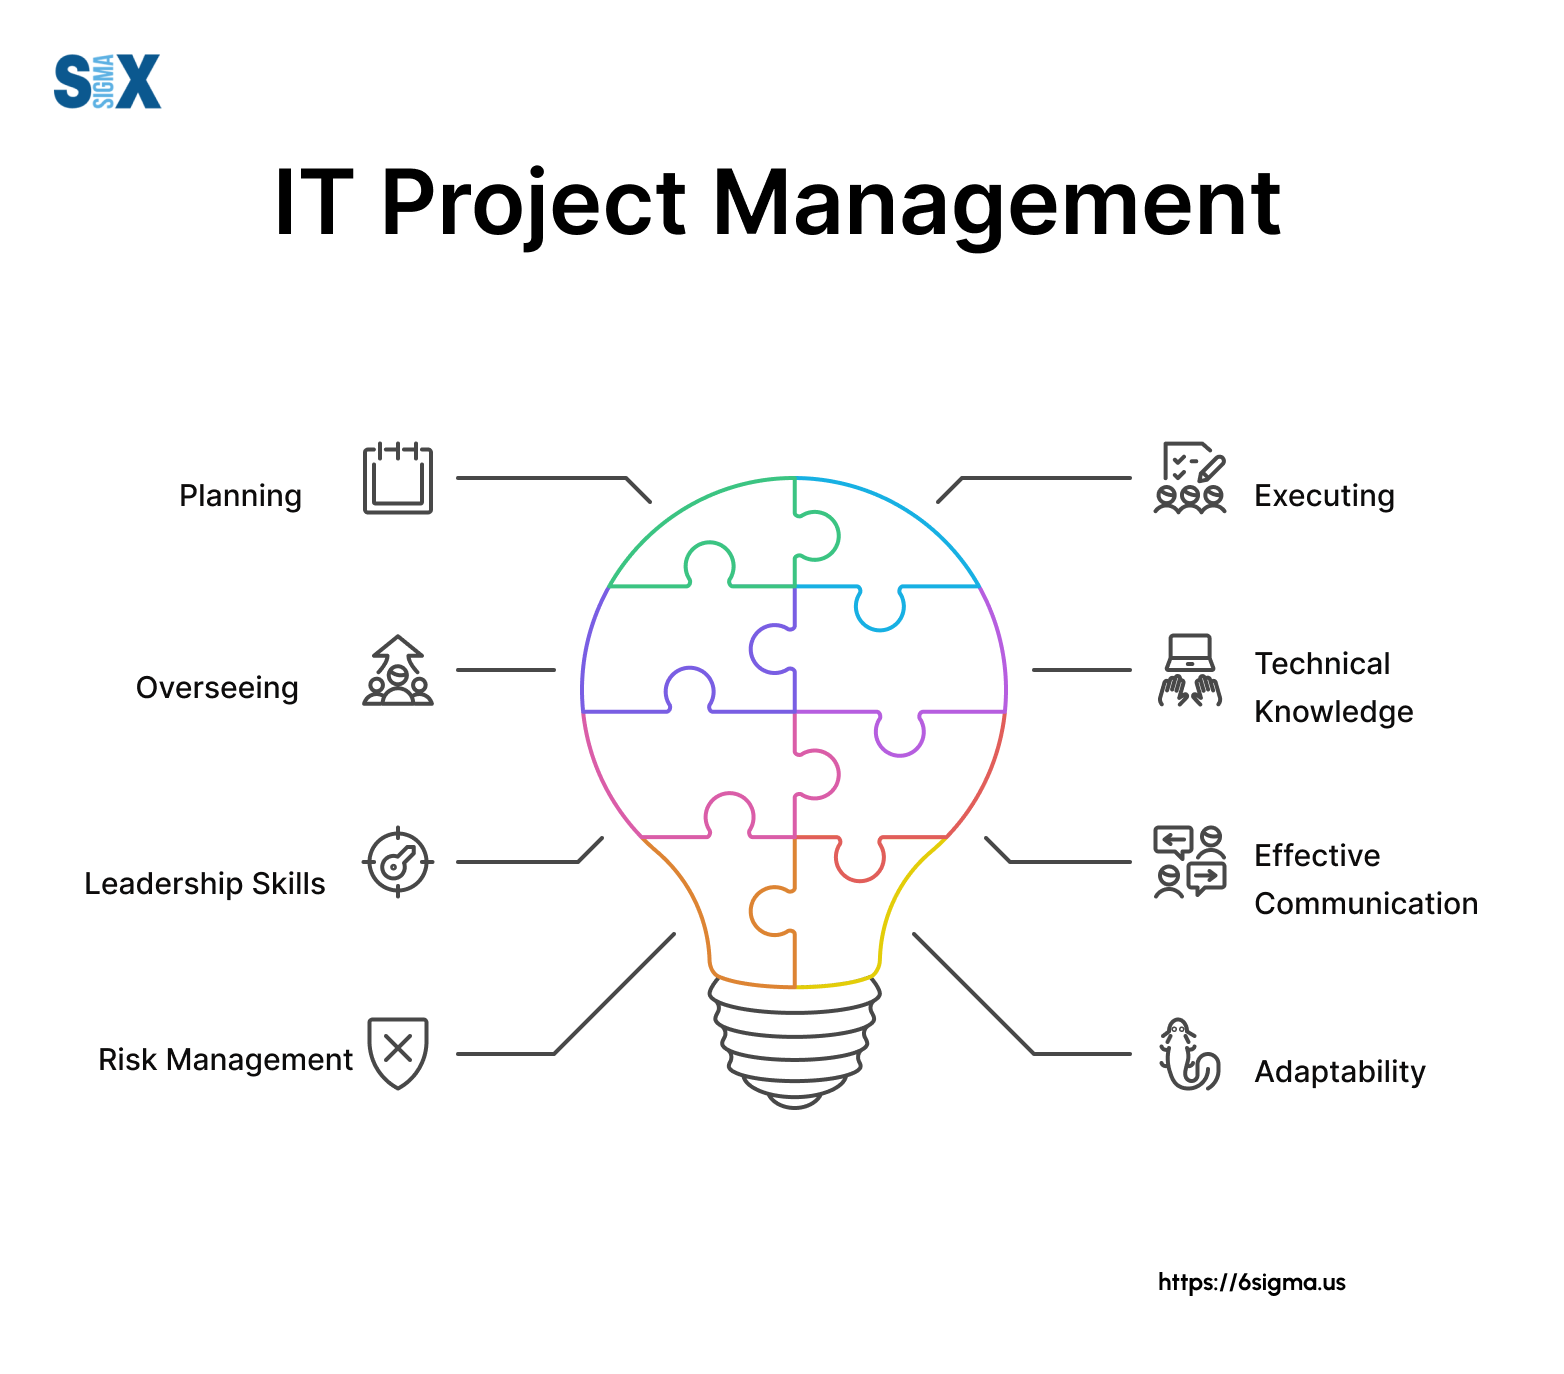 SIX
SIGMA
IT Project Management
Planning
Executing
Overseeing
Technical
Knowledge
Leadership Skills
Effective
Communication
Risk Management
Adaptability
https://6sigma.us